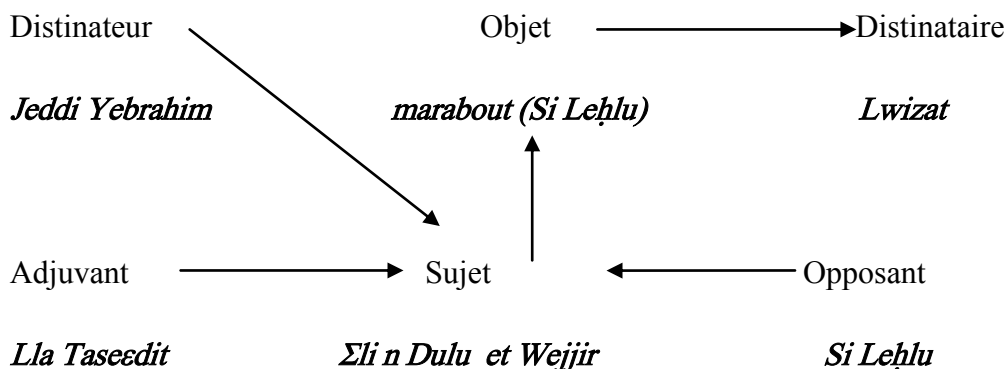 Distinateur Objet Distinataire
Jeddi Yebrahim marabout (Si Leḥlu) Lwizat
Adjuvant Sujet Opposant
Lla Taseɛdit Σli n Dulu et Wejjir Si Leḥlu